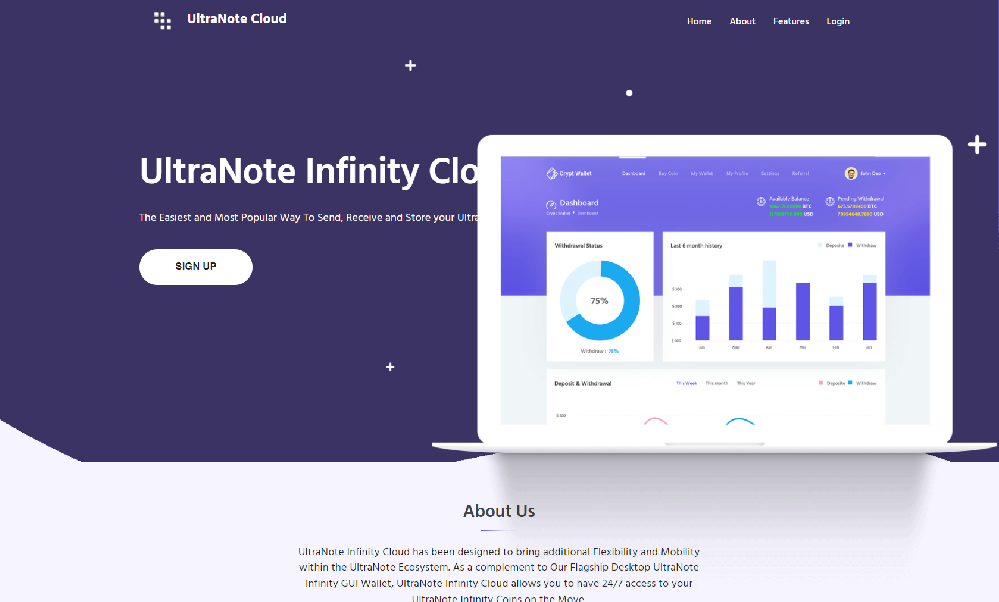 UltraNote Cloud
Home About Features Login
UltraNote Infinity Clo
The Easiest and Most Popular Way To Send, Receive and Store your Ultra
SIGN UP
Crypt Wallet
Dashboard Buy Coin My Wallet My Profile Settings Referral John Doe
Dashboard
Crypt Wallet Dashboard
Available Balance
BTC
USD
Pending Withdrawal
BTC
USD
Withdrawal Status
75%
Withdraw : 75%
Last 6 month history
Deposite Withdraw
Deposit & Withdrawal
This Week This month This Year
Deposite Withdraw
About Us
UltraNote Infinity Cloud has been designed to bring additional Flexibility and Mobility
within the UltraNote Ecosystem. As a complement to Our Flagship Desktop UltraNote
Infinity GUI Wallet, UltraNote Infinity Cloud allows you to have 24/7 access to your
UltraNote Infinity Coins on the Move